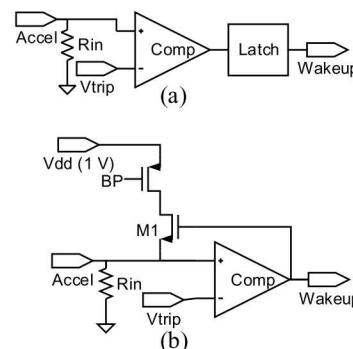 Accel
Rin
+
Comp
Latch
Wakeup
Vtrip
-
(a)
Vdd (1 V)
BP
M1
+
Accel
Rin
Comp
Wakeup
Vtrip
-
(b)